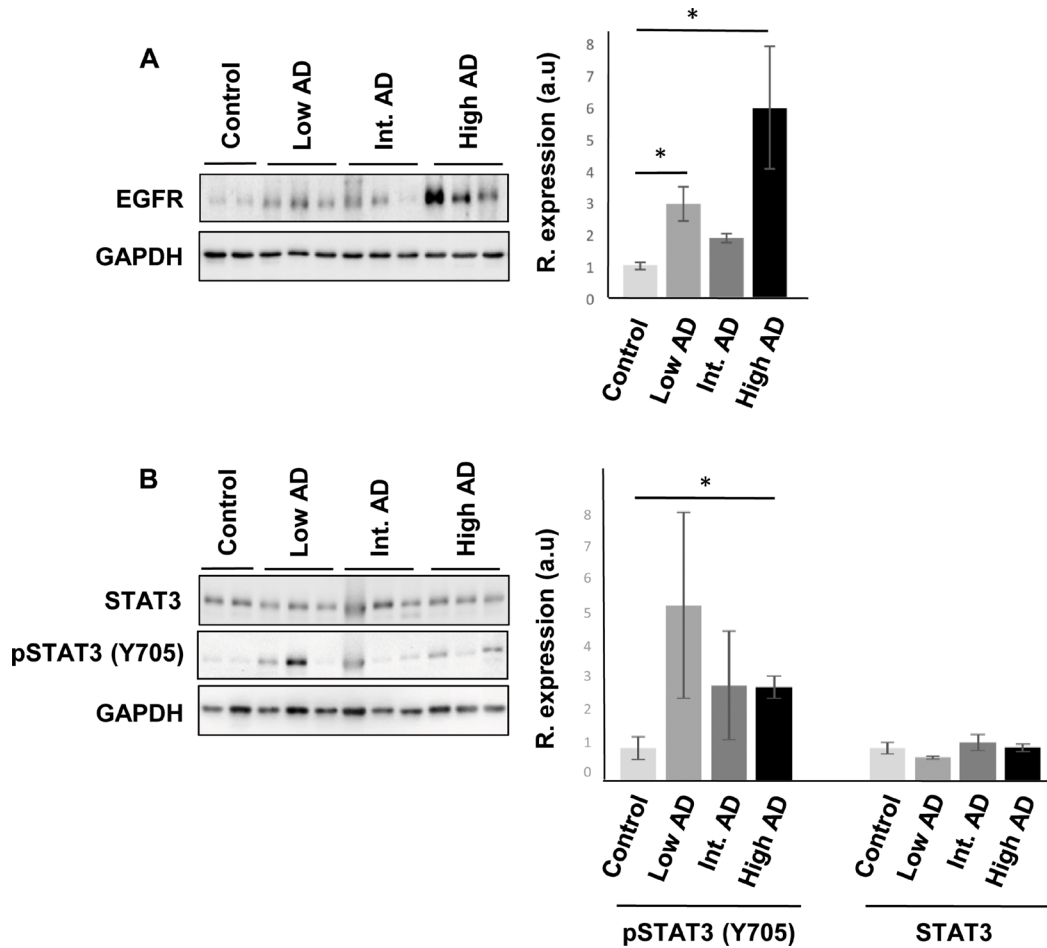 A
Control
Low AD
Int. AD
High AD
EGFR
GAPDH
R. expression (a.u)
8
7
6
5
4
3
2
1
0
*
*
Control
Low AD
Int. AD
High AD
B
Control
Low AD
Int. AD
High AD
STAT3
pSTAT3 (Y705)
GAPDH
R. expression (a.u)
8
7
6
5
4
3
2
1
0
*
Control
Low AD
Int. AD
High AD
Control
Low AD
Int. AD
High AD
pSTAT3 (Y705)
STAT3